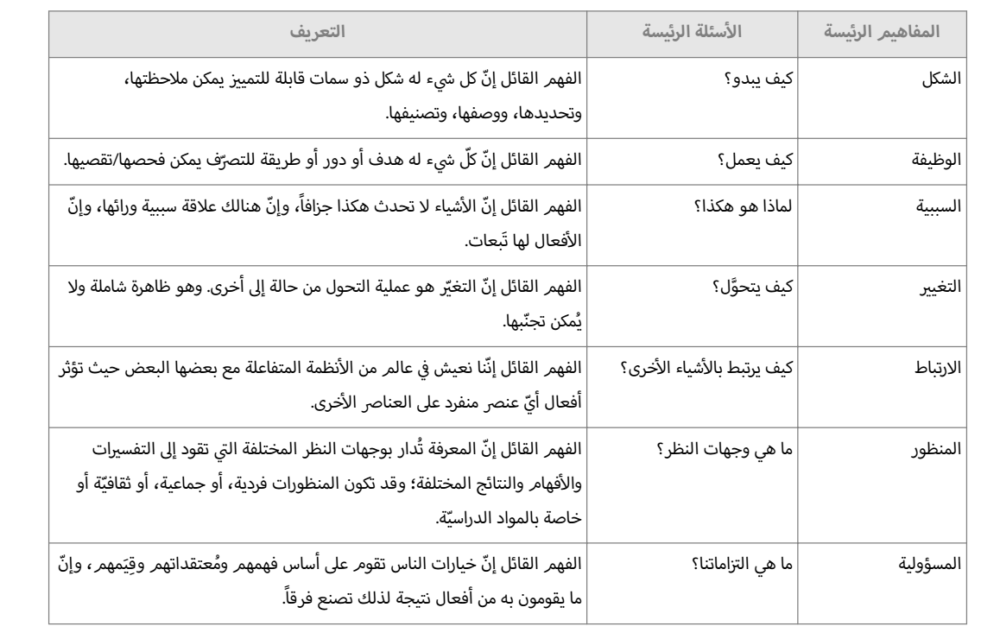 المفاهيم الرئيسة الأسئلة الرئيسة التعريف
الشكل كيف يبدو؟ الفهم القائل إنّ كل شيء له شكل ذو سمات قابلة للتمييز يمكن ملاحظتها،
وتحديدها، ووصفها، وتصنيفها.
الوظيفة كيف يعمل؟ الفهم القائل إنّ كلّ شيء له هدف أو دور أو طريقة للتصرّف يمكن فحصها/تقصيها.
السببية لماذا هو هكذا؟ الفهم القائل إنّ الأشياء لا تحدث هكذا جزافاً، وإنّ هنالك علاقة سببية ورائها، وإنّ
الأفعال لها تَبعات.
التغيير كيف يتحوَّل؟ الفهم القائل إنّ التغيّر هو عملية التحول من حالة إلى أخرى. وهو ظاهرة شاملة ولا
يُمكن تجنّبها.
الارتباط كيف يرتبط بالأشياء الأخرى؟ الفهم القائل إنّنا نعيش في عالم من الأنظمة المتفاعلة مع بعضها البعض حيث تؤثر
أفعال أيّ عنصر منفرد على العناصر الأخرى.
المنظور ما هي وجهات النظر؟ الفهم القائل إنّ المعرفة تُدار بوجهات النظر المختلفة التي تقود إلى التفسيرات
والأفهام والنتائج المختلفة؛ وقد تكون المنظورات فردية، أو جماعية، أو ثقافيّة أو
خاصة بالمواد الدراسيّة.
المسؤولية ما هي التزاماتنا؟ الفهم القائل إنّ خيارات الناس تقوم على أساس فهمهم ومُعتقداتهم وقِيَمهم، وإنّ
ما يقومون به من أفعال نتيجة لذلك تصنع فرقاً.